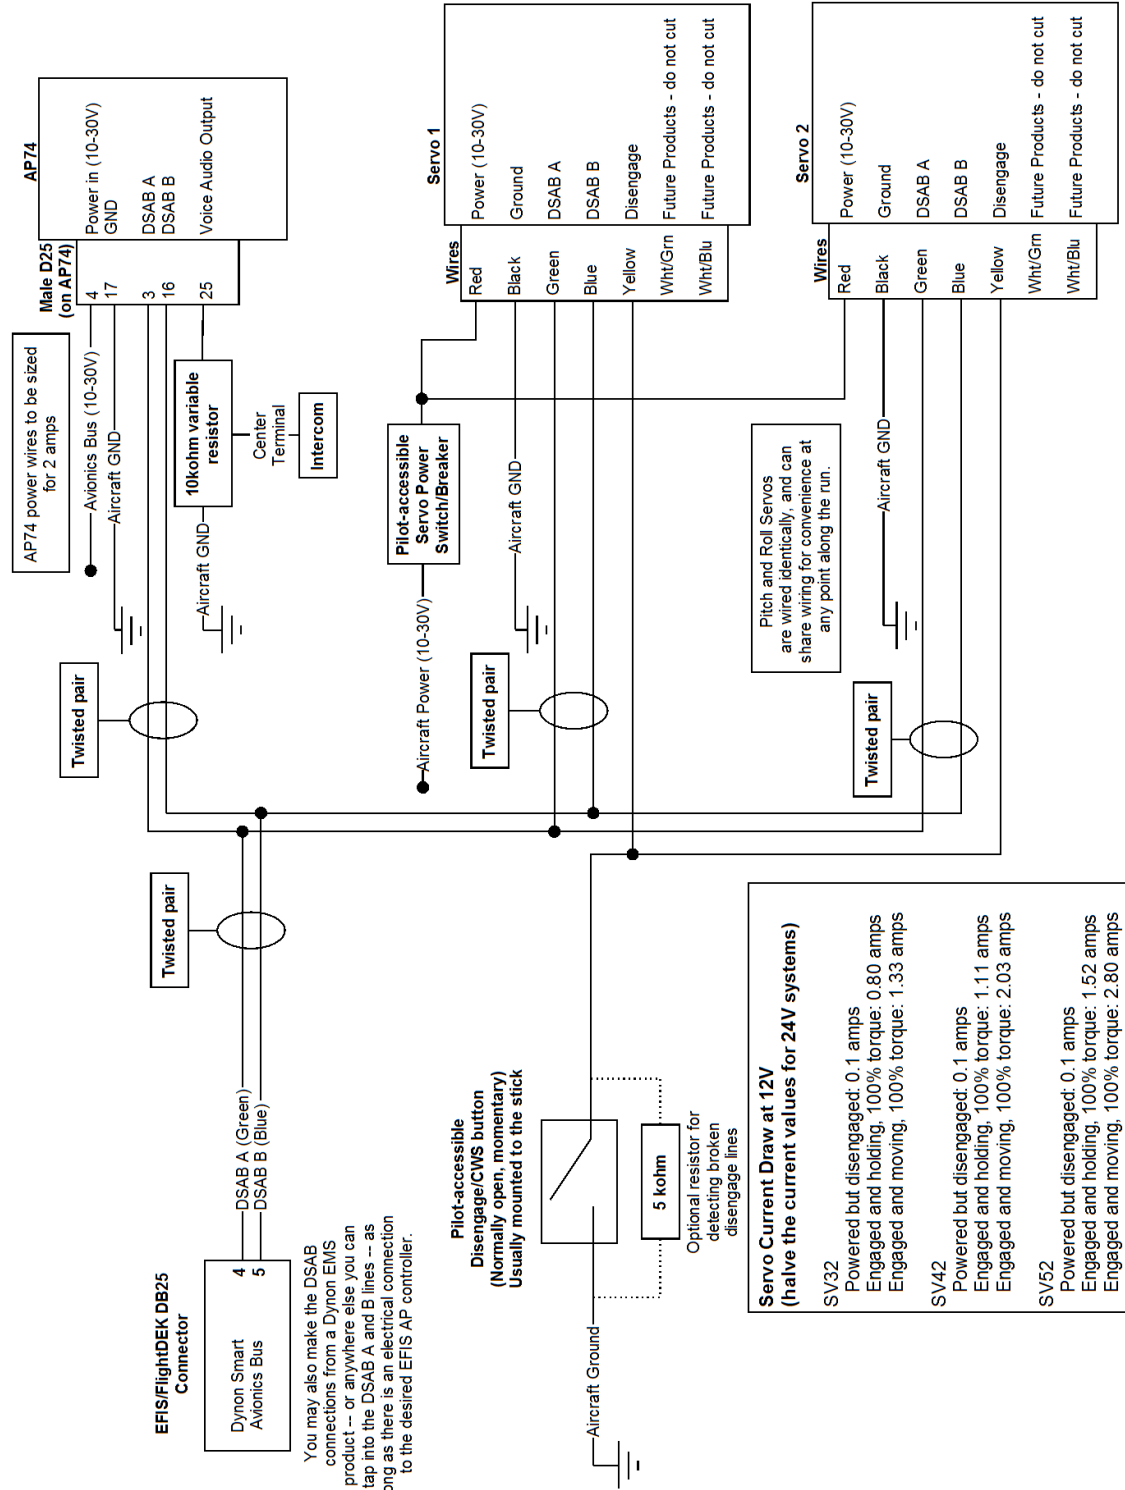 EFIS/FlightDEK DB25
Connector
Dynon Smart
Avionics Bus
4
5
DSAB A (Green)
DSAB B (Blue)
You may also make the DSAB
connections from a Dynon EMS
product -- or anywhere else you can
tap into the DSAB A and B lines -- as
ong as there is an electrical connection
to the desired EFIS AP controller.
Twisted pair
Twisted pair
AP74 power wires to be sized
for 2 amps
Avionics Bus (10-30V)
Aircraft GND
Aircraft GND
10kohm variable
resistor
Center
Terminal
Intercom
Male D25
(on AP74)
4
17
3
16
25
AP74
Power in (10-30V)
GND
DSAB A
DSAB B
Voice Audio Output
Aircraft Power (10-30V)
Pilot-accessible
Servo Power
Switch/Breaker
Twisted pair
Aircraft GND
Wires
Red
Black
Green
Blue
Yellow
Wht/Grn
Wht/Blu
Servo 1
Power (10-30V)
Ground
DSAB A
DSAB B
Disengage
Future Products - do not cut
Future Products - do not cut
Pilot-accessible
Disengage/CWS button
(Normally open, momentary)
Usually mounted to the stick
Aircraft Ground
5 kohm
Optional resistor for
detecting broken
disengage lines
Pitch and Roll Servos
are wired identically, and can
share wiring for convenience at
any point along the run.
Twisted pair
Aircraft GND
Wires
Red
Black
Green
Blue
Yellow
Wht/Grn
Wht/Blu
Servo 2
Power (10-30V)
Ground
DSAB A
DSAB B
Disengage
Future Products - do not cut
Future Products - do not cut
Servo Current Draw at 12V
(halve the current values for 24V systems)
SV32
Powered but disengaged: 0.1 amps
Engaged and holding, 100% torque: 0.80 amps
Engaged and moving, 100% torque: 1.33 amps
SV42
Powered but disengaged: 0.1 amps
Engaged and holding, 100% torque: 1.11 amps
Engaged and moving, 100% torque: 2.03 amps
SV52
Powered but disengaged: 0.1 amps
Engaged and holding, 100% torque: 1.52 amps
Engaged and moving, 100% torque: 2.80 amps